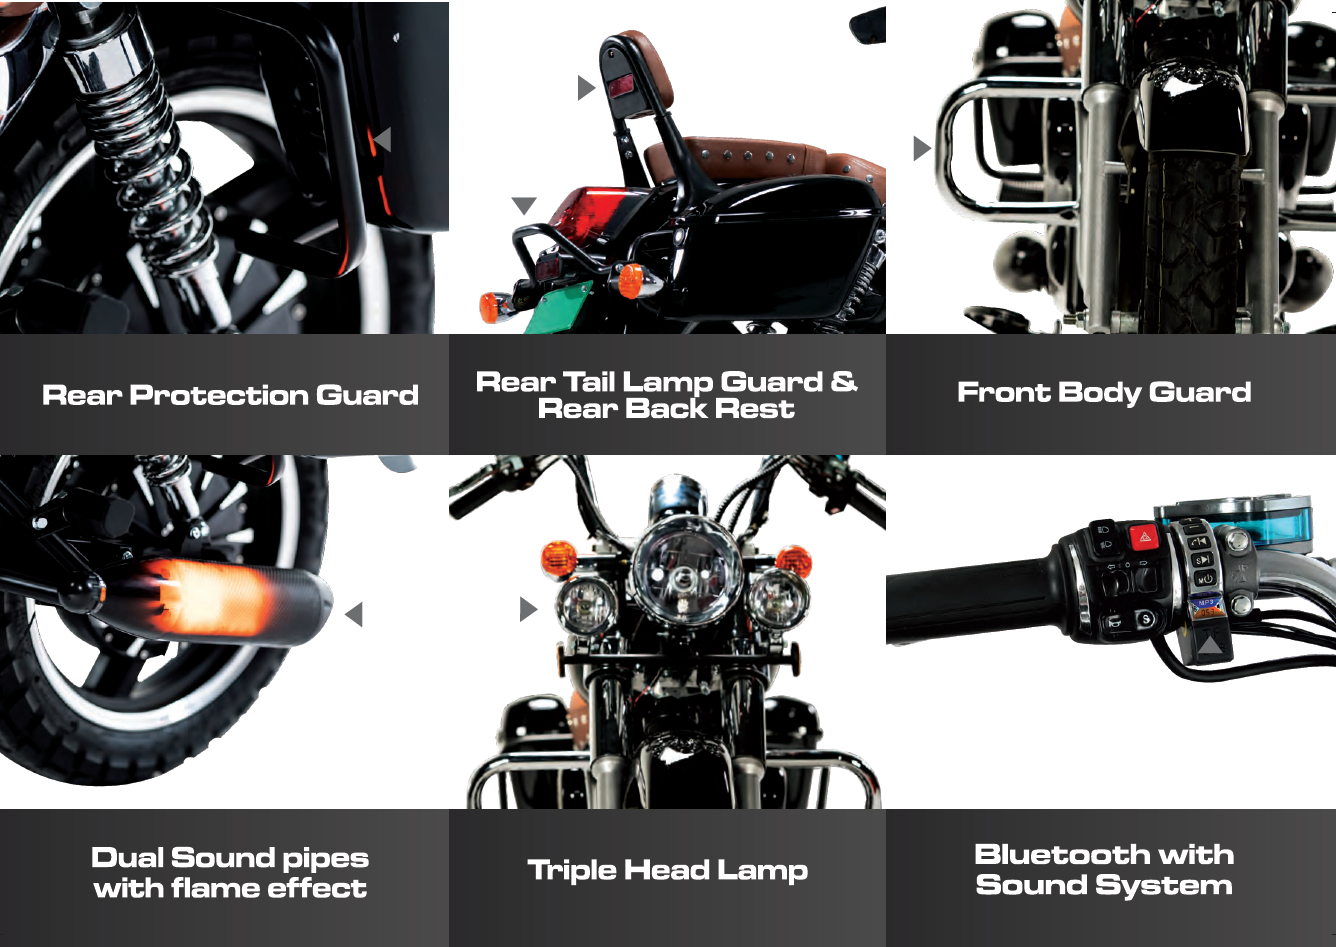 Rear Protection Guard
Rear Tail Lamp Guard &
Rear Back Rest
Front Body Guard
Dual Sound pipes
with flame effect
Triple Head Lamp
S
M
MP3
S
Bluetooth with
Sound System